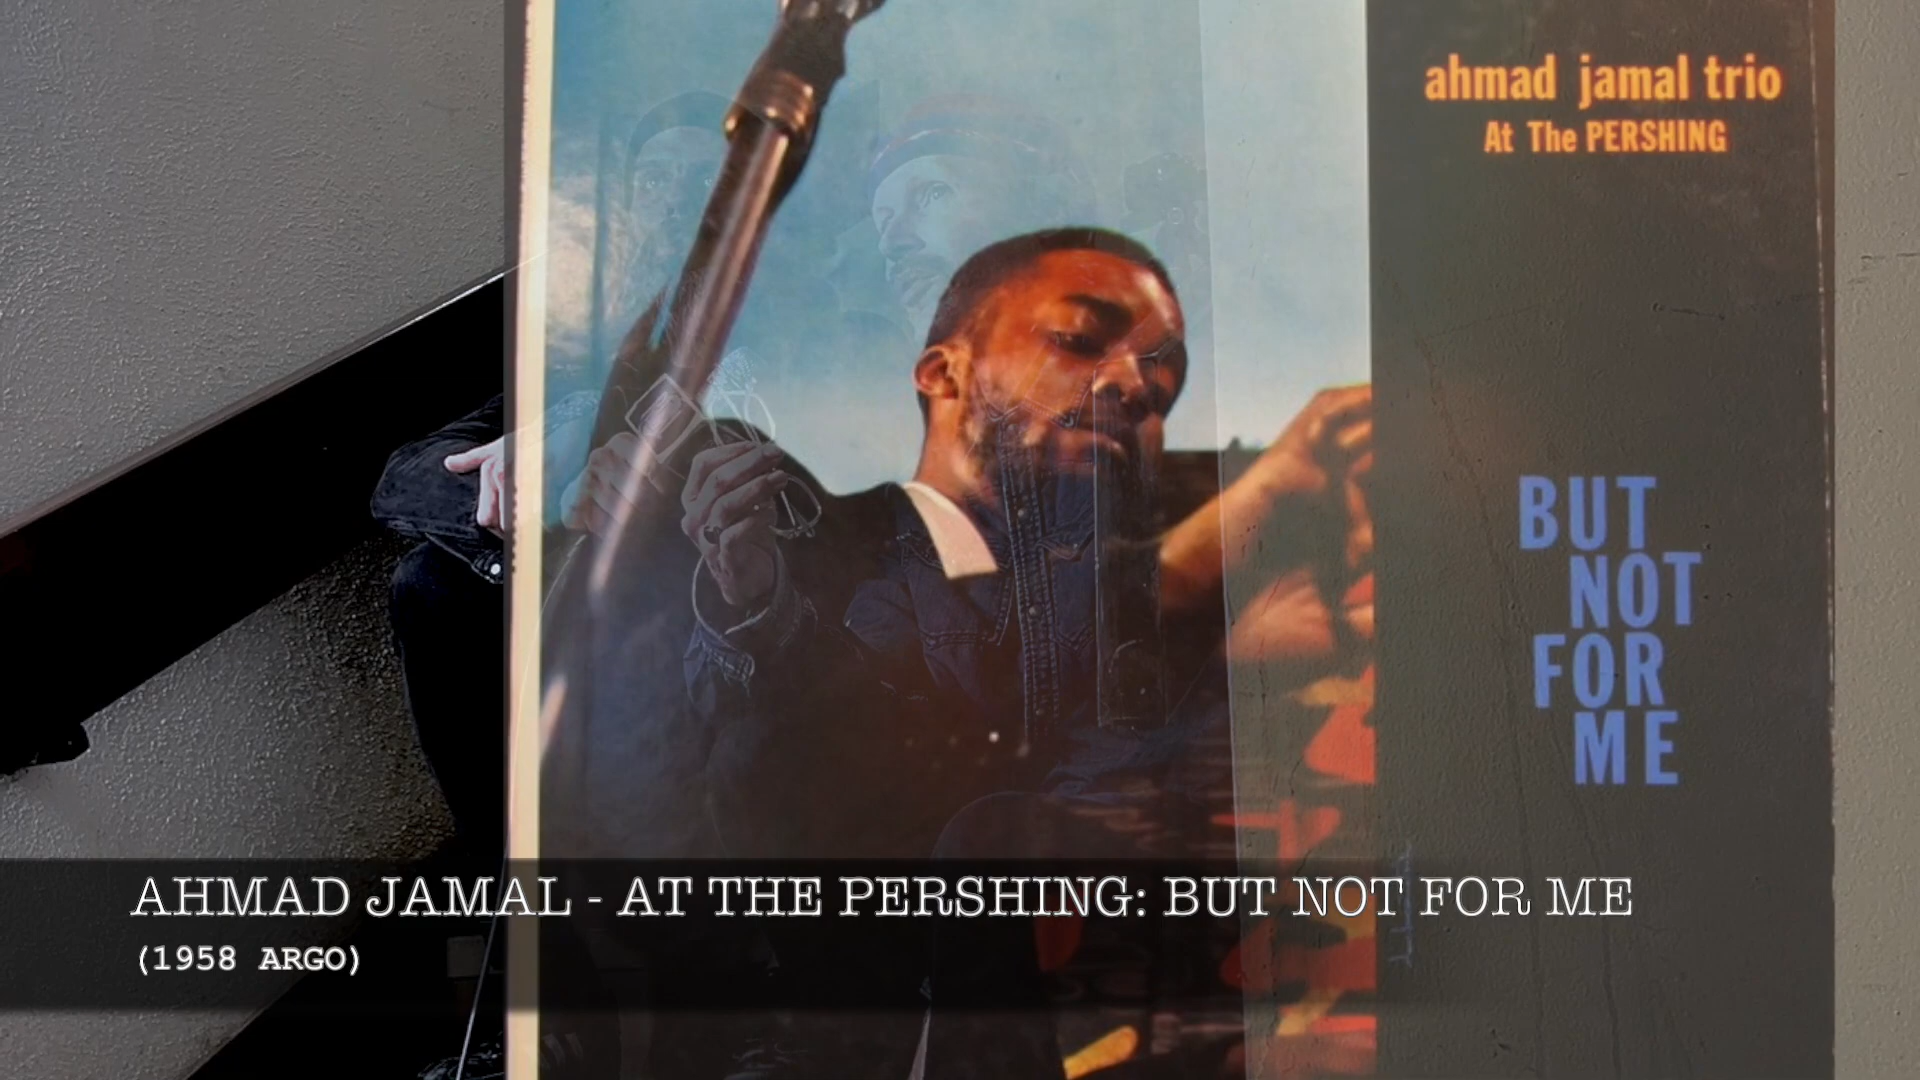 ahmad jamal trio
At The PERSHING
BUT
NOT
FOR
ME
AHMAD JAMAL - AT THE PERSHING: BUT NOT FOR ME
(1958 ARGO)